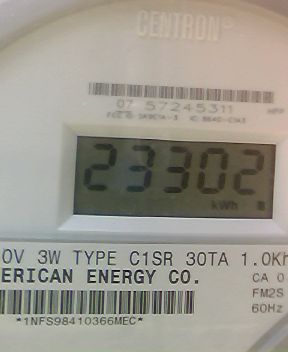 CENTRON®
07 57245311
23302
kWh
0V 3W TYPE C1SR 30TA 1.0Kh
ERICAN ENERGY CO.
CA 0.
FM2S
60Hz
*1NFS98410366MEC*